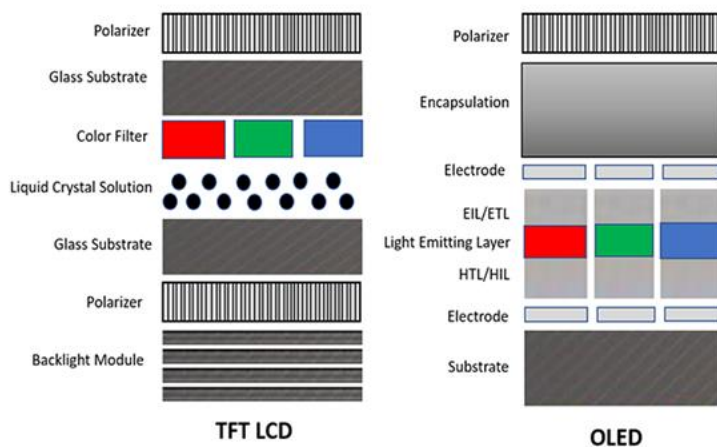 Polarizer
Glass Substrate
Color Filter
Liquid Crystal Solution
Glass Substrate
Polarizer
Backlight Module
TFT LCD
Polarizer
Encapsulation
Electrode
EIL/ETL
Light Emitting Layer
HTL/HIL
Electrode
Substrate
OLED